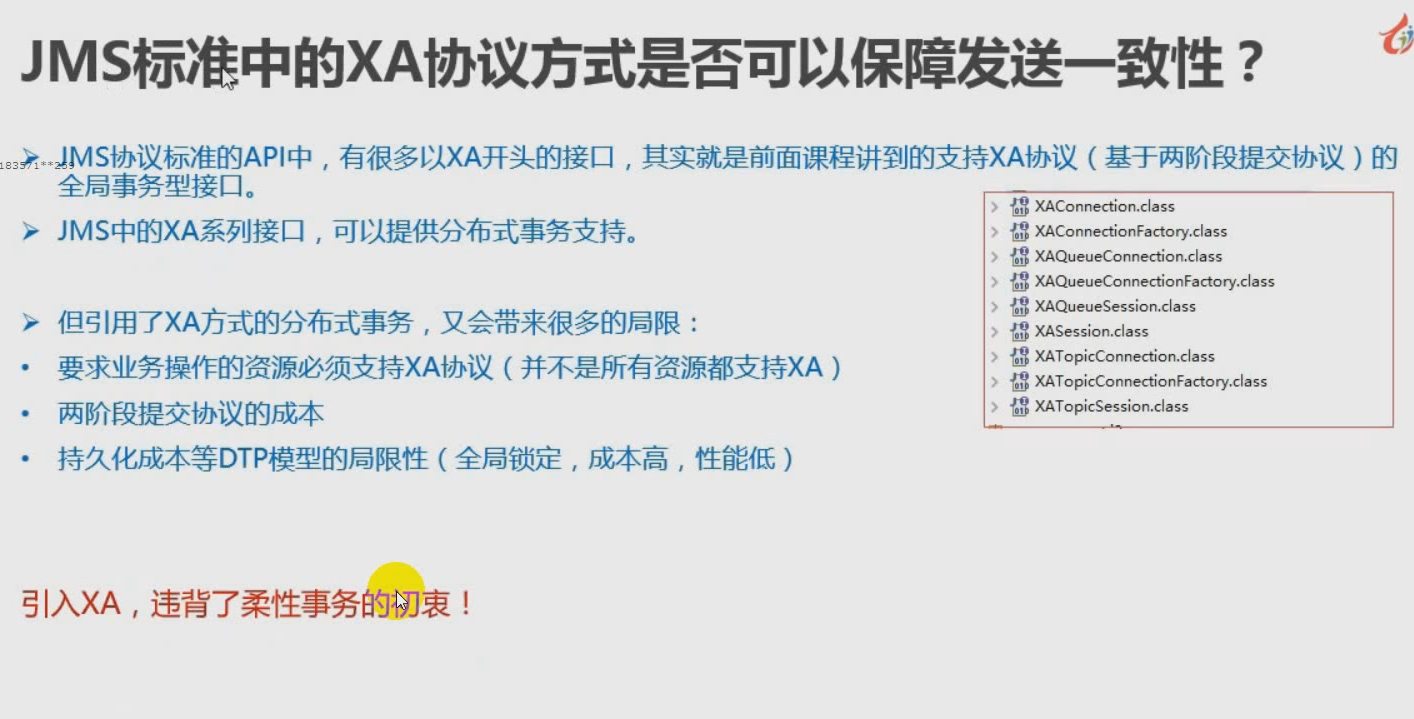 JMS标准中的XA协议方式是否可以保障发送一致性？
183571**259
➢ JMS协议标准的API中，有很多以XA开头的接口，其实就是前面课程讲到的支持XA协议（基于两阶段提交协议）的
全局事务型接口。
➢ JMS中的XA系列接口，可以提供分布式事务支持。
XAConnection.class
XAConnectionFactory.class
XAQueueConnection.class
XAQueueConnectionFactory.class
XAQueueSession.class
XASession.class
XATopicConnection.class
XATopicConnectionFactory.class
XATopicSession.class
➢ 但引用了XA方式的分布式事务，又会带来很多的局限：
• 要求业务操作的资源必须支持XA协议（并不是所有资源都支持XA）
• 两阶段提交协议的成本
• 持久化成本等DTP模型的局限性（全局锁定，成本高，性能低）
引入XA，违背了柔性事务的初衷！